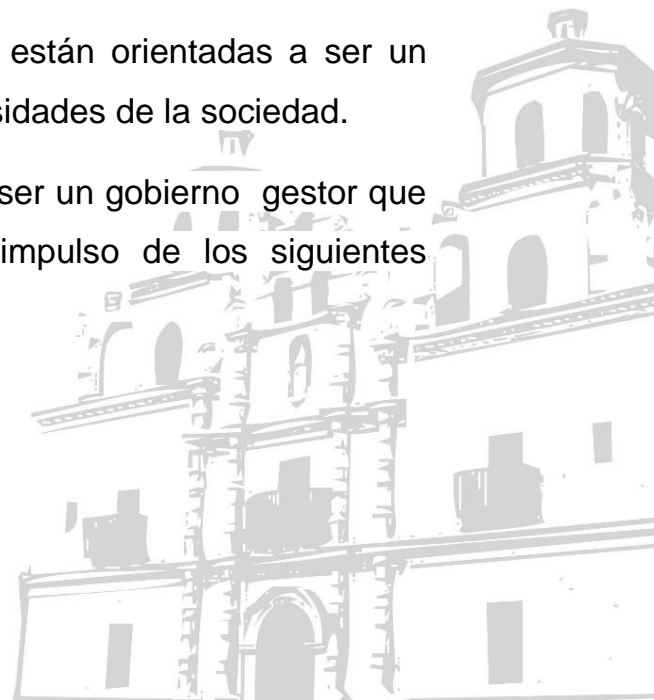 están orientadas a ser un
sidades de la sociedad.
ser un gobierno gestor que
impulso de los siguientes